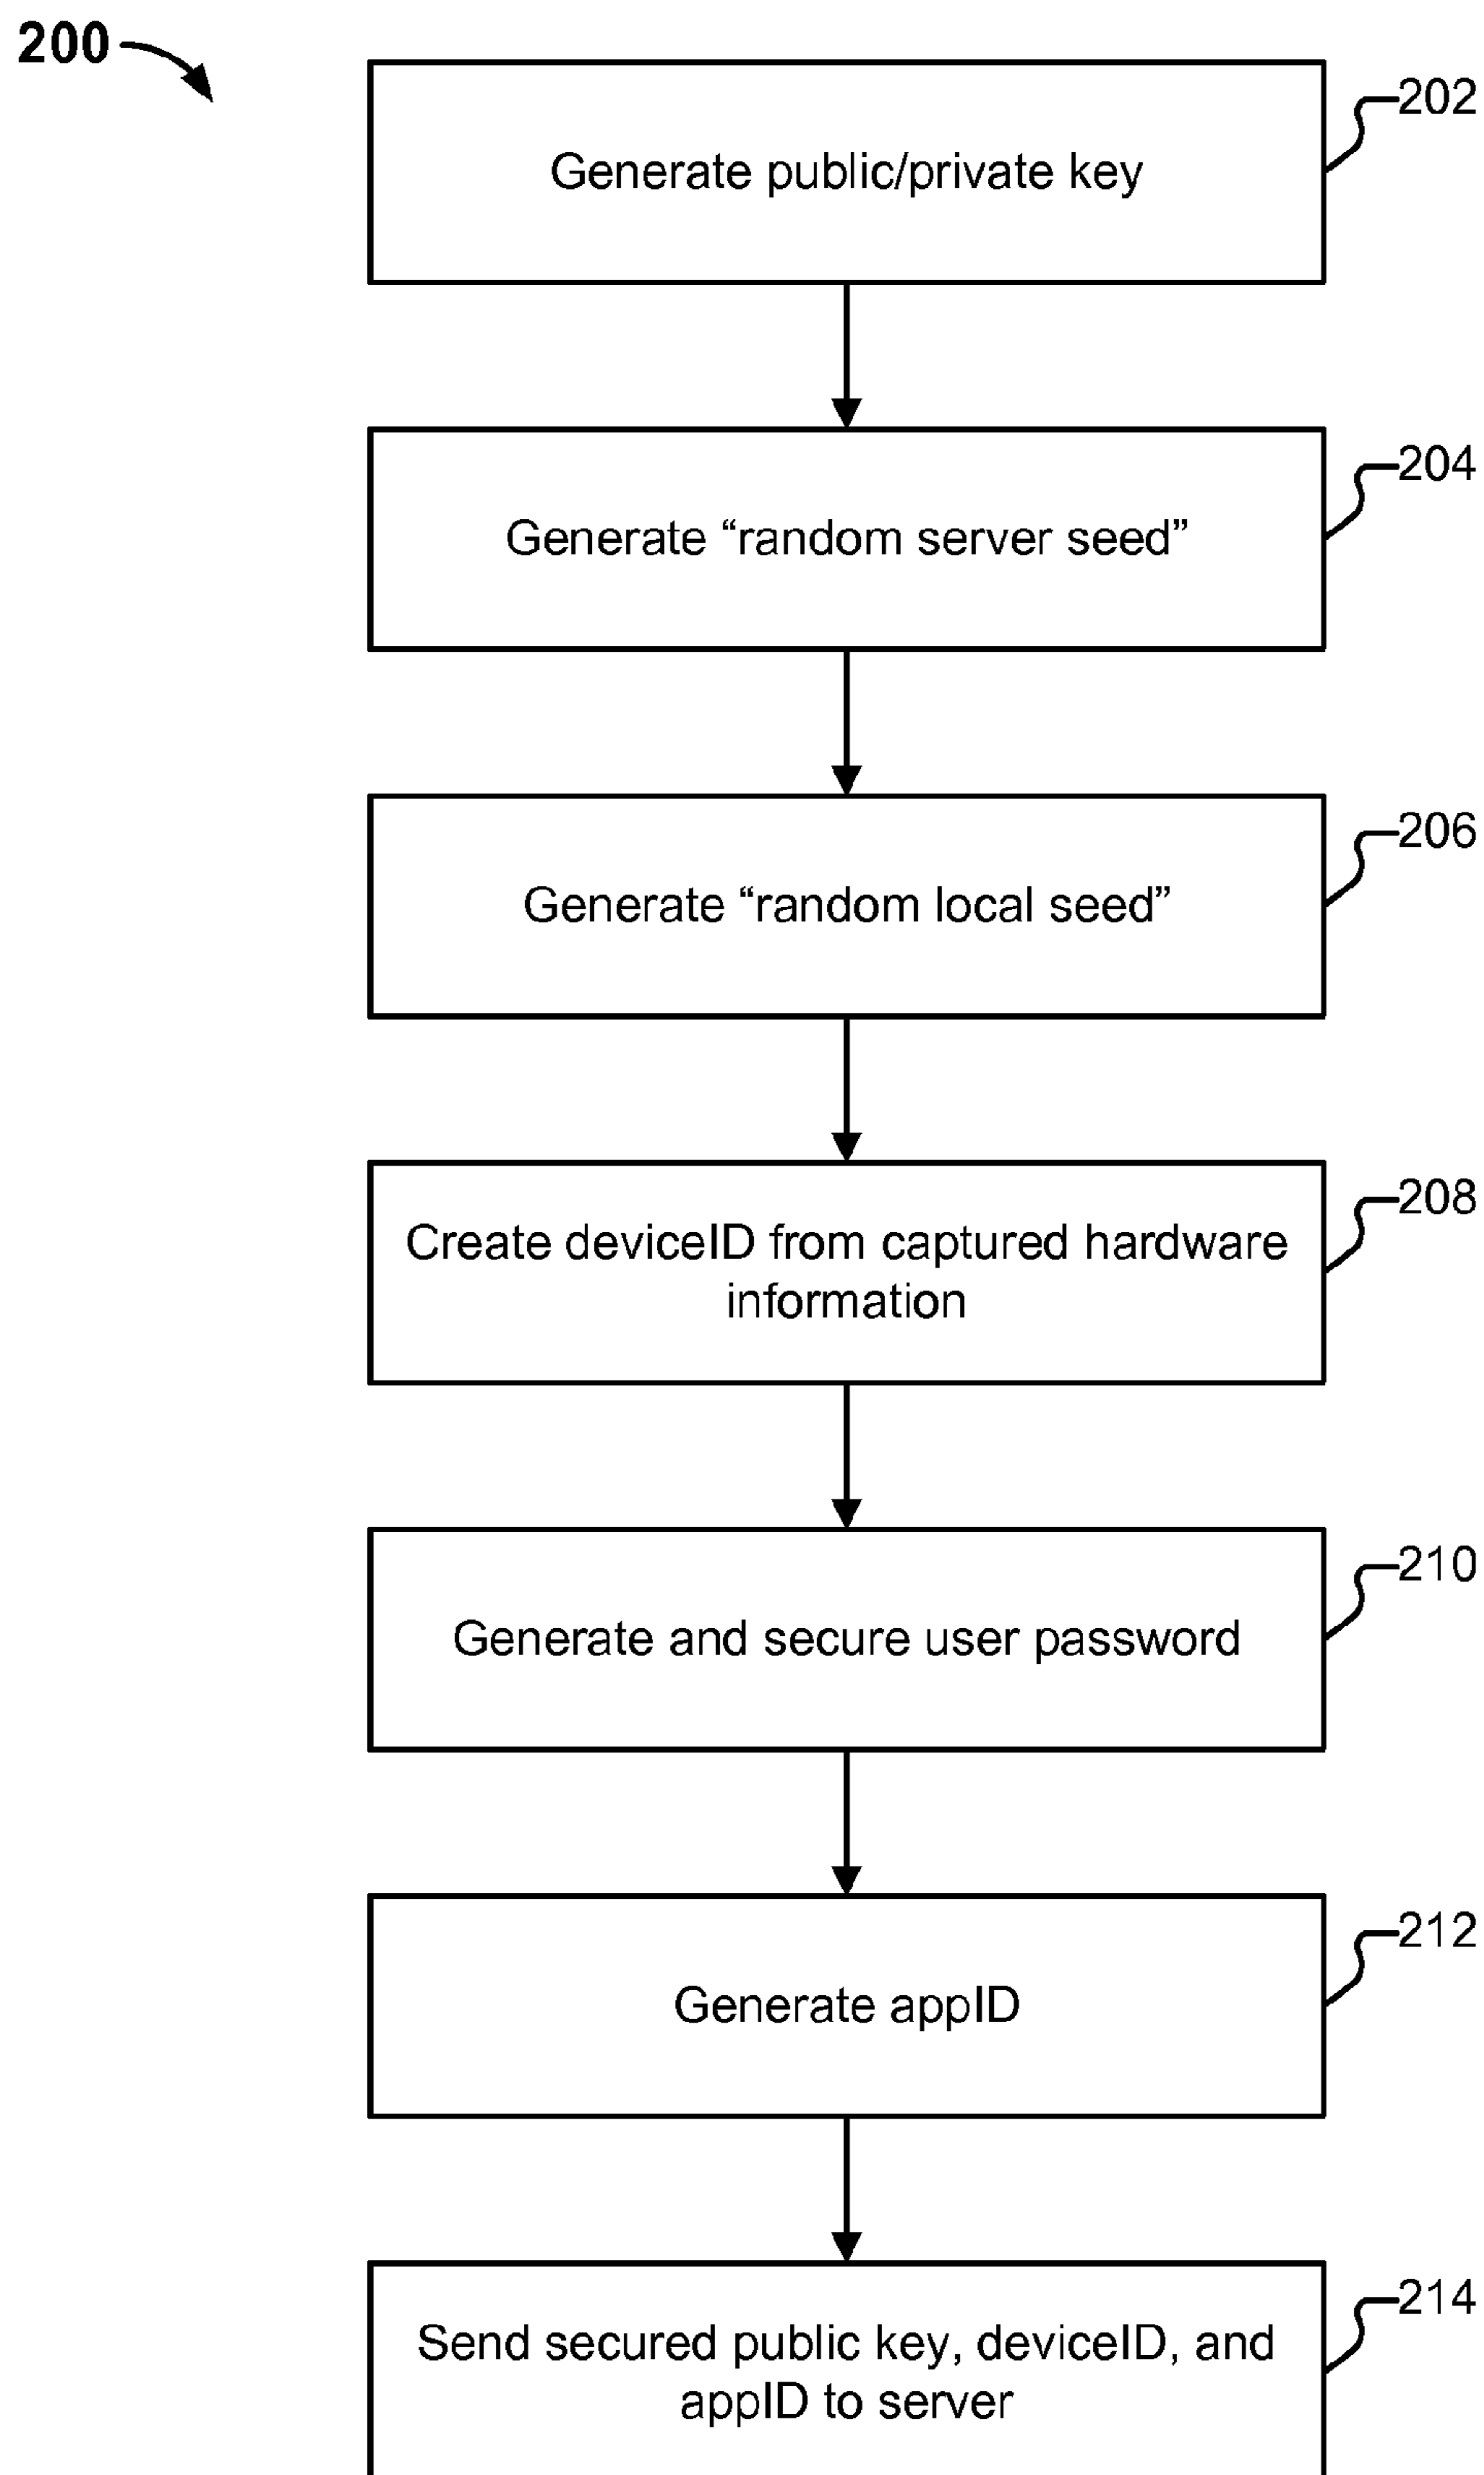 200
202
Generate public/private key
204
Generate “random server seed”
206
Generate “random local seed”
208
Create deviceID from captured hardware
information
210
Generate and secure user password
212
Generate appID
214
Send secured public key, deviceID, and
appID to server